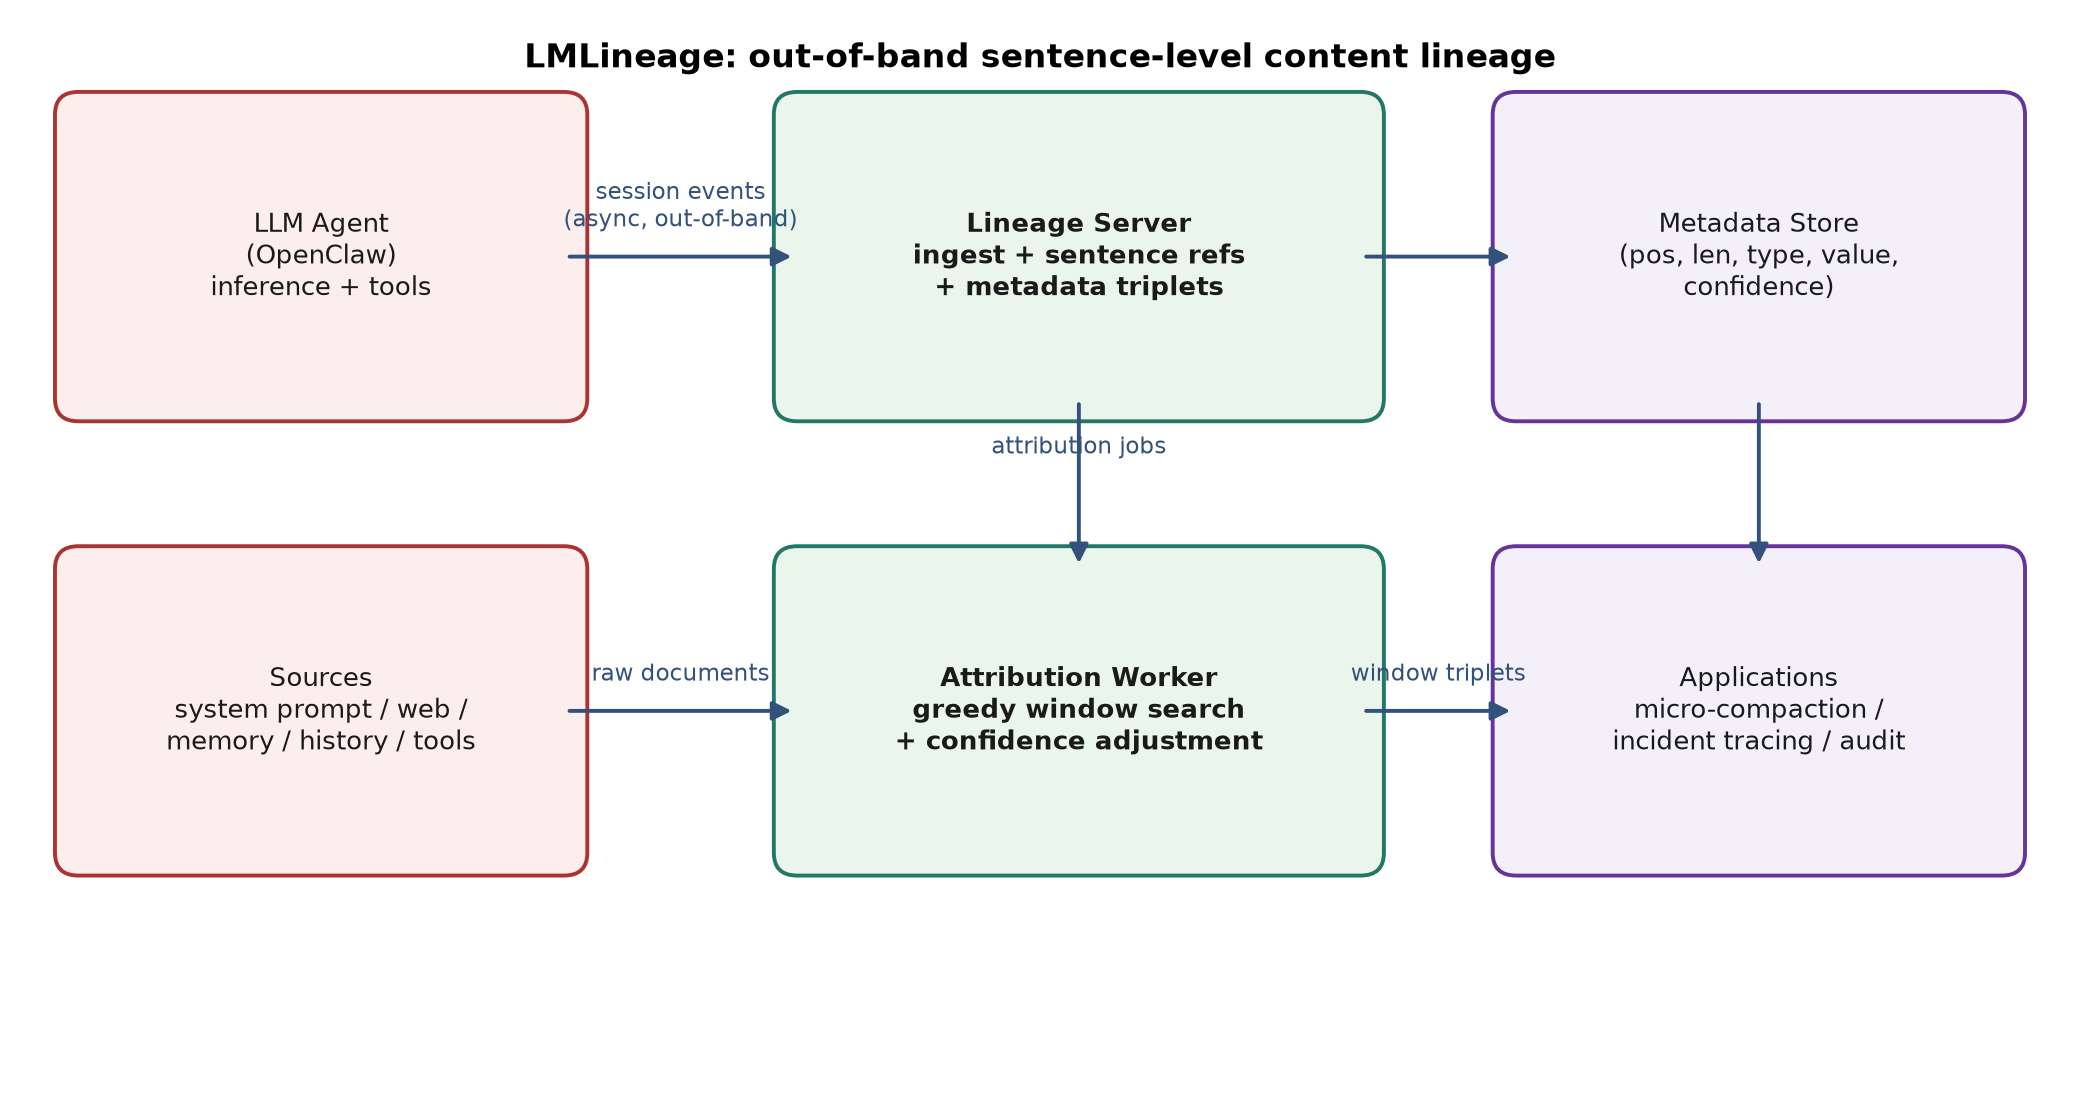 LMLineage: out-of-band sentence-level content lineage
LLM Agent
(OpenClaw)
inference + tools
session events
(async, out-of-band)
Lineage Server
ingest + sentence refs
+ metadata triplets
Metadata Store
(pos, len, type, value,
confidence)
attribution jobs
Sources
system prompt / web /
memory / history / tools
raw documents
Attribution Worker
greedy window search
+ confidence adjustment
window triplets
Applications
micro-compaction /
incident tracing / audit